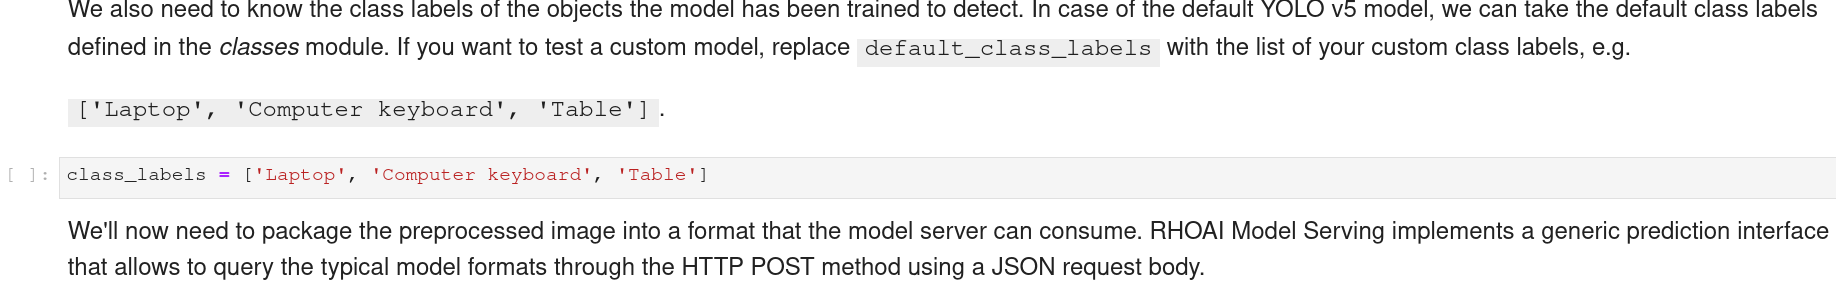 We also need to know the class labels of the objects the model has been trained to detect. In case of the default YOLO v5 model, we can take the default class labels
defined in the classes module. If you want to test a custom model, replace default_class_labels with the list of your custom class labels, e.g.
['Laptop', 'Computer keyboard', 'Table'] .
[ ]: class_labels = ['Laptop', 'Computer keyboard', 'Table']
We'll now need to package the preprocessed image into a format that the model server can consume. RHOAI Model Serving implements a generic prediction interface
that allows to query the typical model formats through the HTTP POST method using a JSON request body.